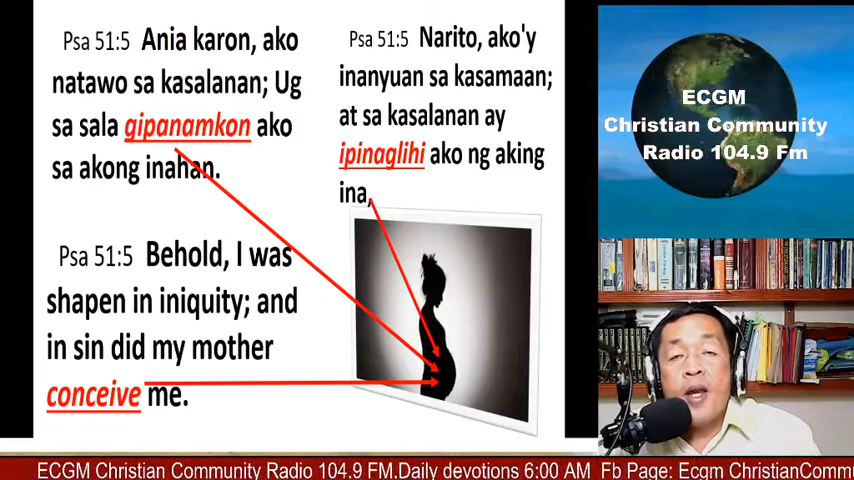 Psa 51:5 Ania karon, ako
natawo sa kasalanan; Ug
sa sala gipanamkon ako
sa akong inahan.
Psa 51:5 Narito, ako'y
inanyuan sa kasamaan;
at sa kasalanan ay
ipinaglihi ako ng aking
ina,
Psa 51:5 Behold, I was
shapen in iniquity; and
in sin did my mother
conceive me.
ECGM
Christian Community
Radio 104.9 Fm
ECGM Christian Community Radio 104.9 FM.Daily devotions 6:00 AM Fb Page: Ecgm ChristianCommu